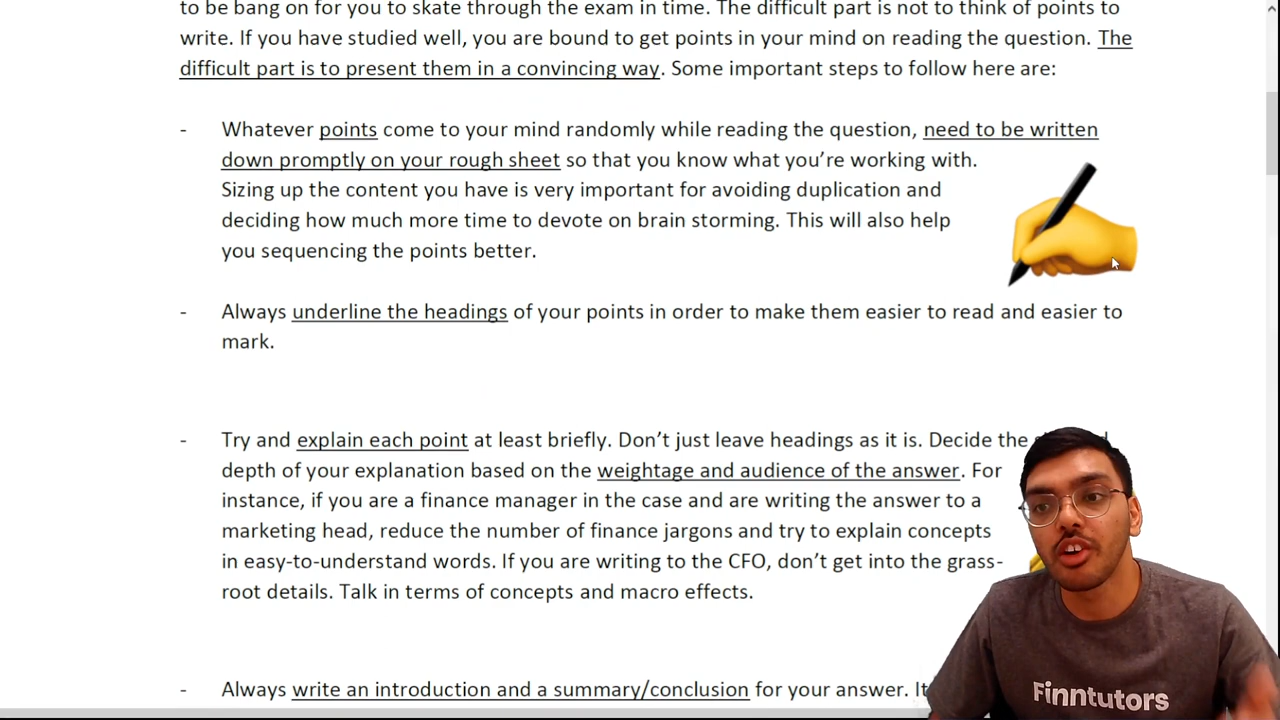 to be bang on for you to skate through the exam in time. The difficult part is not to think of points to
write. If you have studied well, you are bound to get points in your mind on reading the question. The
difficult part is to present them in a convincing way. Some important steps to follow here are:
- Whatever points come to your mind randomly while reading the question, need to be written
down promptly on your rough sheet so that you know what you’re working with.
Sizing up the content you have is very important for avoiding duplication and
deciding how much more time to devote on brain storming. This will also help
you sequencing the points better.
- Always underline the headings of your points in order to make them easier to read and easier to
mark.
- Try and explain each point at least briefly. Don’t just leave headings as it is. Decide the
depth of your explanation based on the weightage and audience of the answer. For
instance, if you are a finance manager in the case and are writing the answer to a
marketing head, reduce the number of finance jargons and try to explain concepts
in easy-to-understand words. If you are writing to the CFO, don’t get into the grass-
root details. Talk in terms of concepts and macro effects.
- Always write an introduction and a summary/conclusion for your answer. It
Finntutors